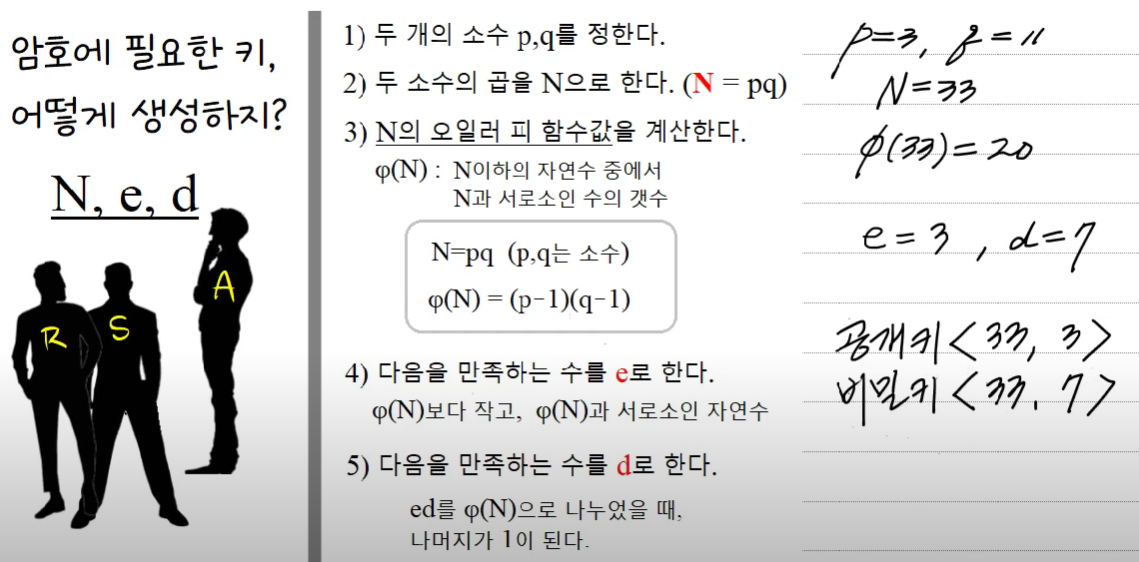 암호에 필요한 키,
어떻게 생성하지?
N, e, d
R S A
1) 두 개의 소수 p,q를 정한다.
2) 두 소수의 곱을 N으로 한다. (N = pq)
3) N의 오일러 피 함수값을 계산한다.
φ(N) : N이하의 자연수 중에서
N과 서로소인 수의 갯수
N=pq (p,q는 소수)
φ(N) = (p-1)(q-1)
4) 다음을 만족하는 수를 e로 한다.
φ(N)보다 작고, φ(N)과 서로소인 자연수
5) 다음을 만족하는 수를 d로 한다.
ed를 φ(N)으로 나누었을 때,
나머지가 1이 된다.
p=3, q=11
N=33
φ(33)=20
e=3, d=7
공개키<33, 3>
비밀키<33, 7>